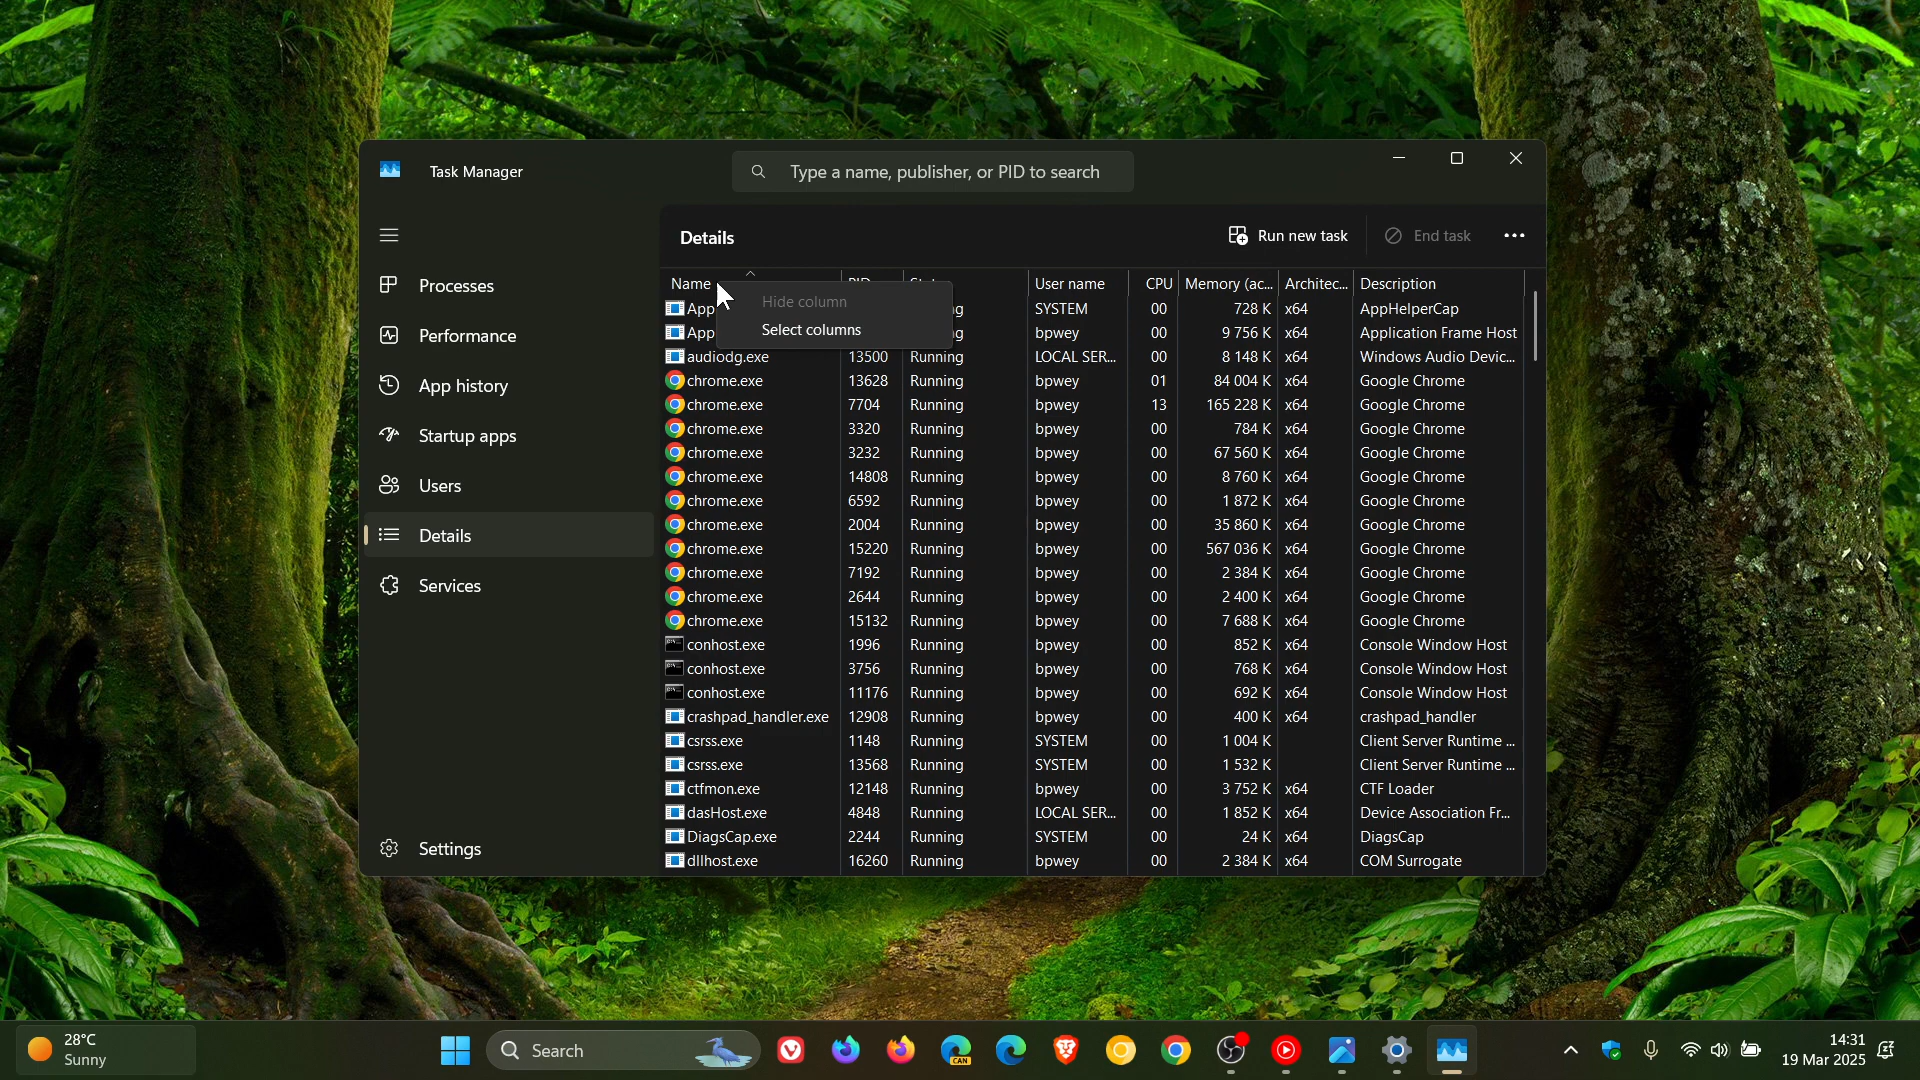 Task Manager
Type a name, publisher, or PID to search
Details
Run new task
End task
Processes
Performance
App history
Startup apps
Users
Details
Services
Settings
Name User name CPU Memory (ac... Architec... Description
Hide column
Select columns
App SYSTEM 00 728 K x64 AppHelperCap
App bpwey 00 9 756 K x64 Application Frame Host
audiodg.exe 13500 Running LOCAL SER... 00 8 148 K x64 Windows Audio Devic...
chrome.exe 13628 Running bpwey 01 84 004 K x64 Google Chrome
chrome.exe 7704 Running bpwey 13 165 228 K x64 Google Chrome
chrome.exe 3320 Running bpwey 00 784 K x64 Google Chrome
chrome.exe 3232 Running bpwey 00 67 560 K x64 Google Chrome
chrome.exe 14808 Running bpwey 00 8 760 K x64 Google Chrome
chrome.exe 6592 Running bpwey 00 1 872 K x64 Google Chrome
chrome.exe 2004 Running bpwey 00 35 860 K x64 Google Chrome
chrome.exe 15220 Running bpwey 00 567 036 K x64 Google Chrome
chrome.exe 7192 Running bpwey 00 2 384 K x64 Google Chrome
chrome.exe 2644 Running bpwey 00 2 400 K x64 Google Chrome
chrome.exe 15132 Running bpwey 00 7 688 K x64 Google Chrome
conhost.exe 1996 Running bpwey 00 852 K x64 Console Window Host
conhost.exe 3756 Running bpwey 00 768 K x64 Console Window Host
conhost.exe 11176 Running bpwey 00 692 K x64 Console Window Host
crashpad_handler.exe 12908 Running bpwey 00 400 K x64 crashpad_handler
csrss.exe 1148 Running SYSTEM 00 1 004 K Client Server Runtime ...
csrss.exe 13568 Running SYSTEM 00 1 532 K Client Server Runtime ...
ctfmon.exe 12148 Running bpwey 00 3 752 K x64 CTF Loader
dasHost.exe 4848 Running LOCAL SER... 00 1 852 K x64 Device Association Fr...
DiagsCap.exe 2244 Running SYSTEM 00 24 K x64 DiagsCap
dllhost.exe 16260 Running bpwey 00 2 384 K x64 COM Surrogate
28°C
Sunny
Search
CAN
14:31
19 Mar 2025